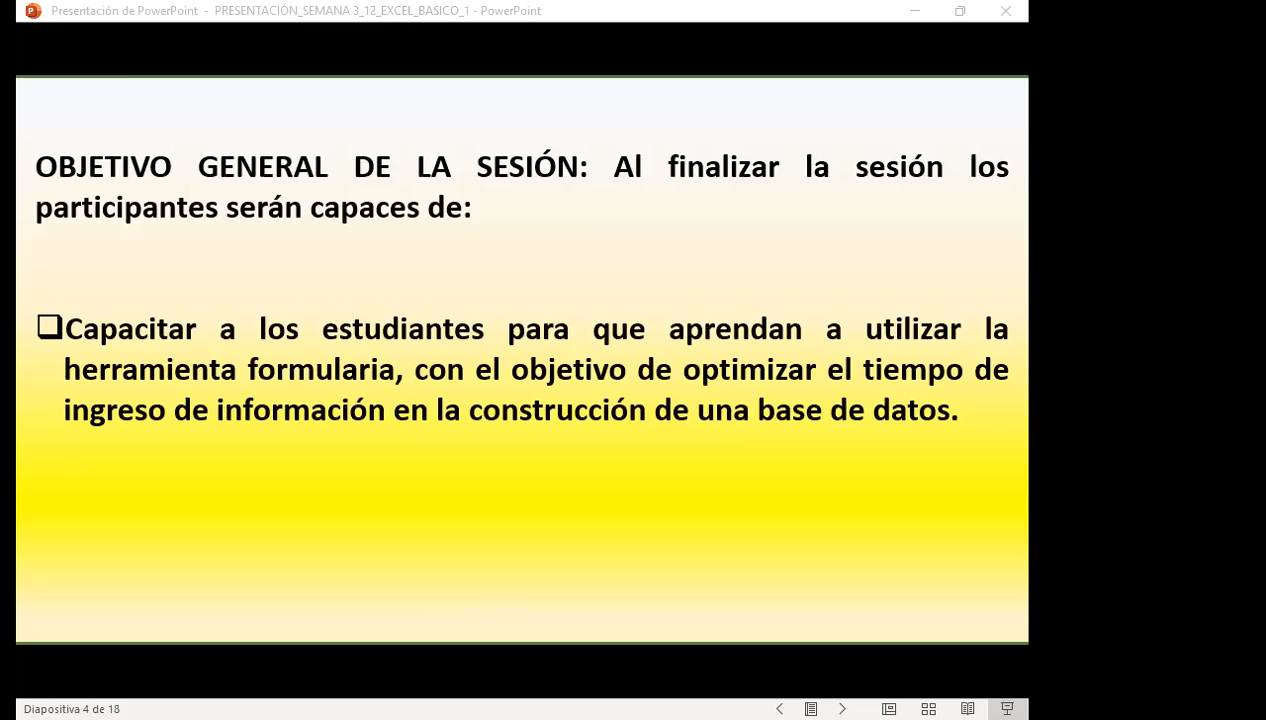 Presentación de PowerPoint - PRESENTACIÓN_SEMANA 3_12_EXCEL_BASICO_1 - PowerPoint
OBJETIVO GENERAL DE LA SESIÓN: Al finalizar la sesión los
participantes serán capaces de:
Capacitar a los estudiantes para que aprendan a utilizar la
herramienta formularia, con el objetivo de optimizar el tiempo de
ingreso de información en la construcción de una base de datos.
Diapositiva 4 de 18